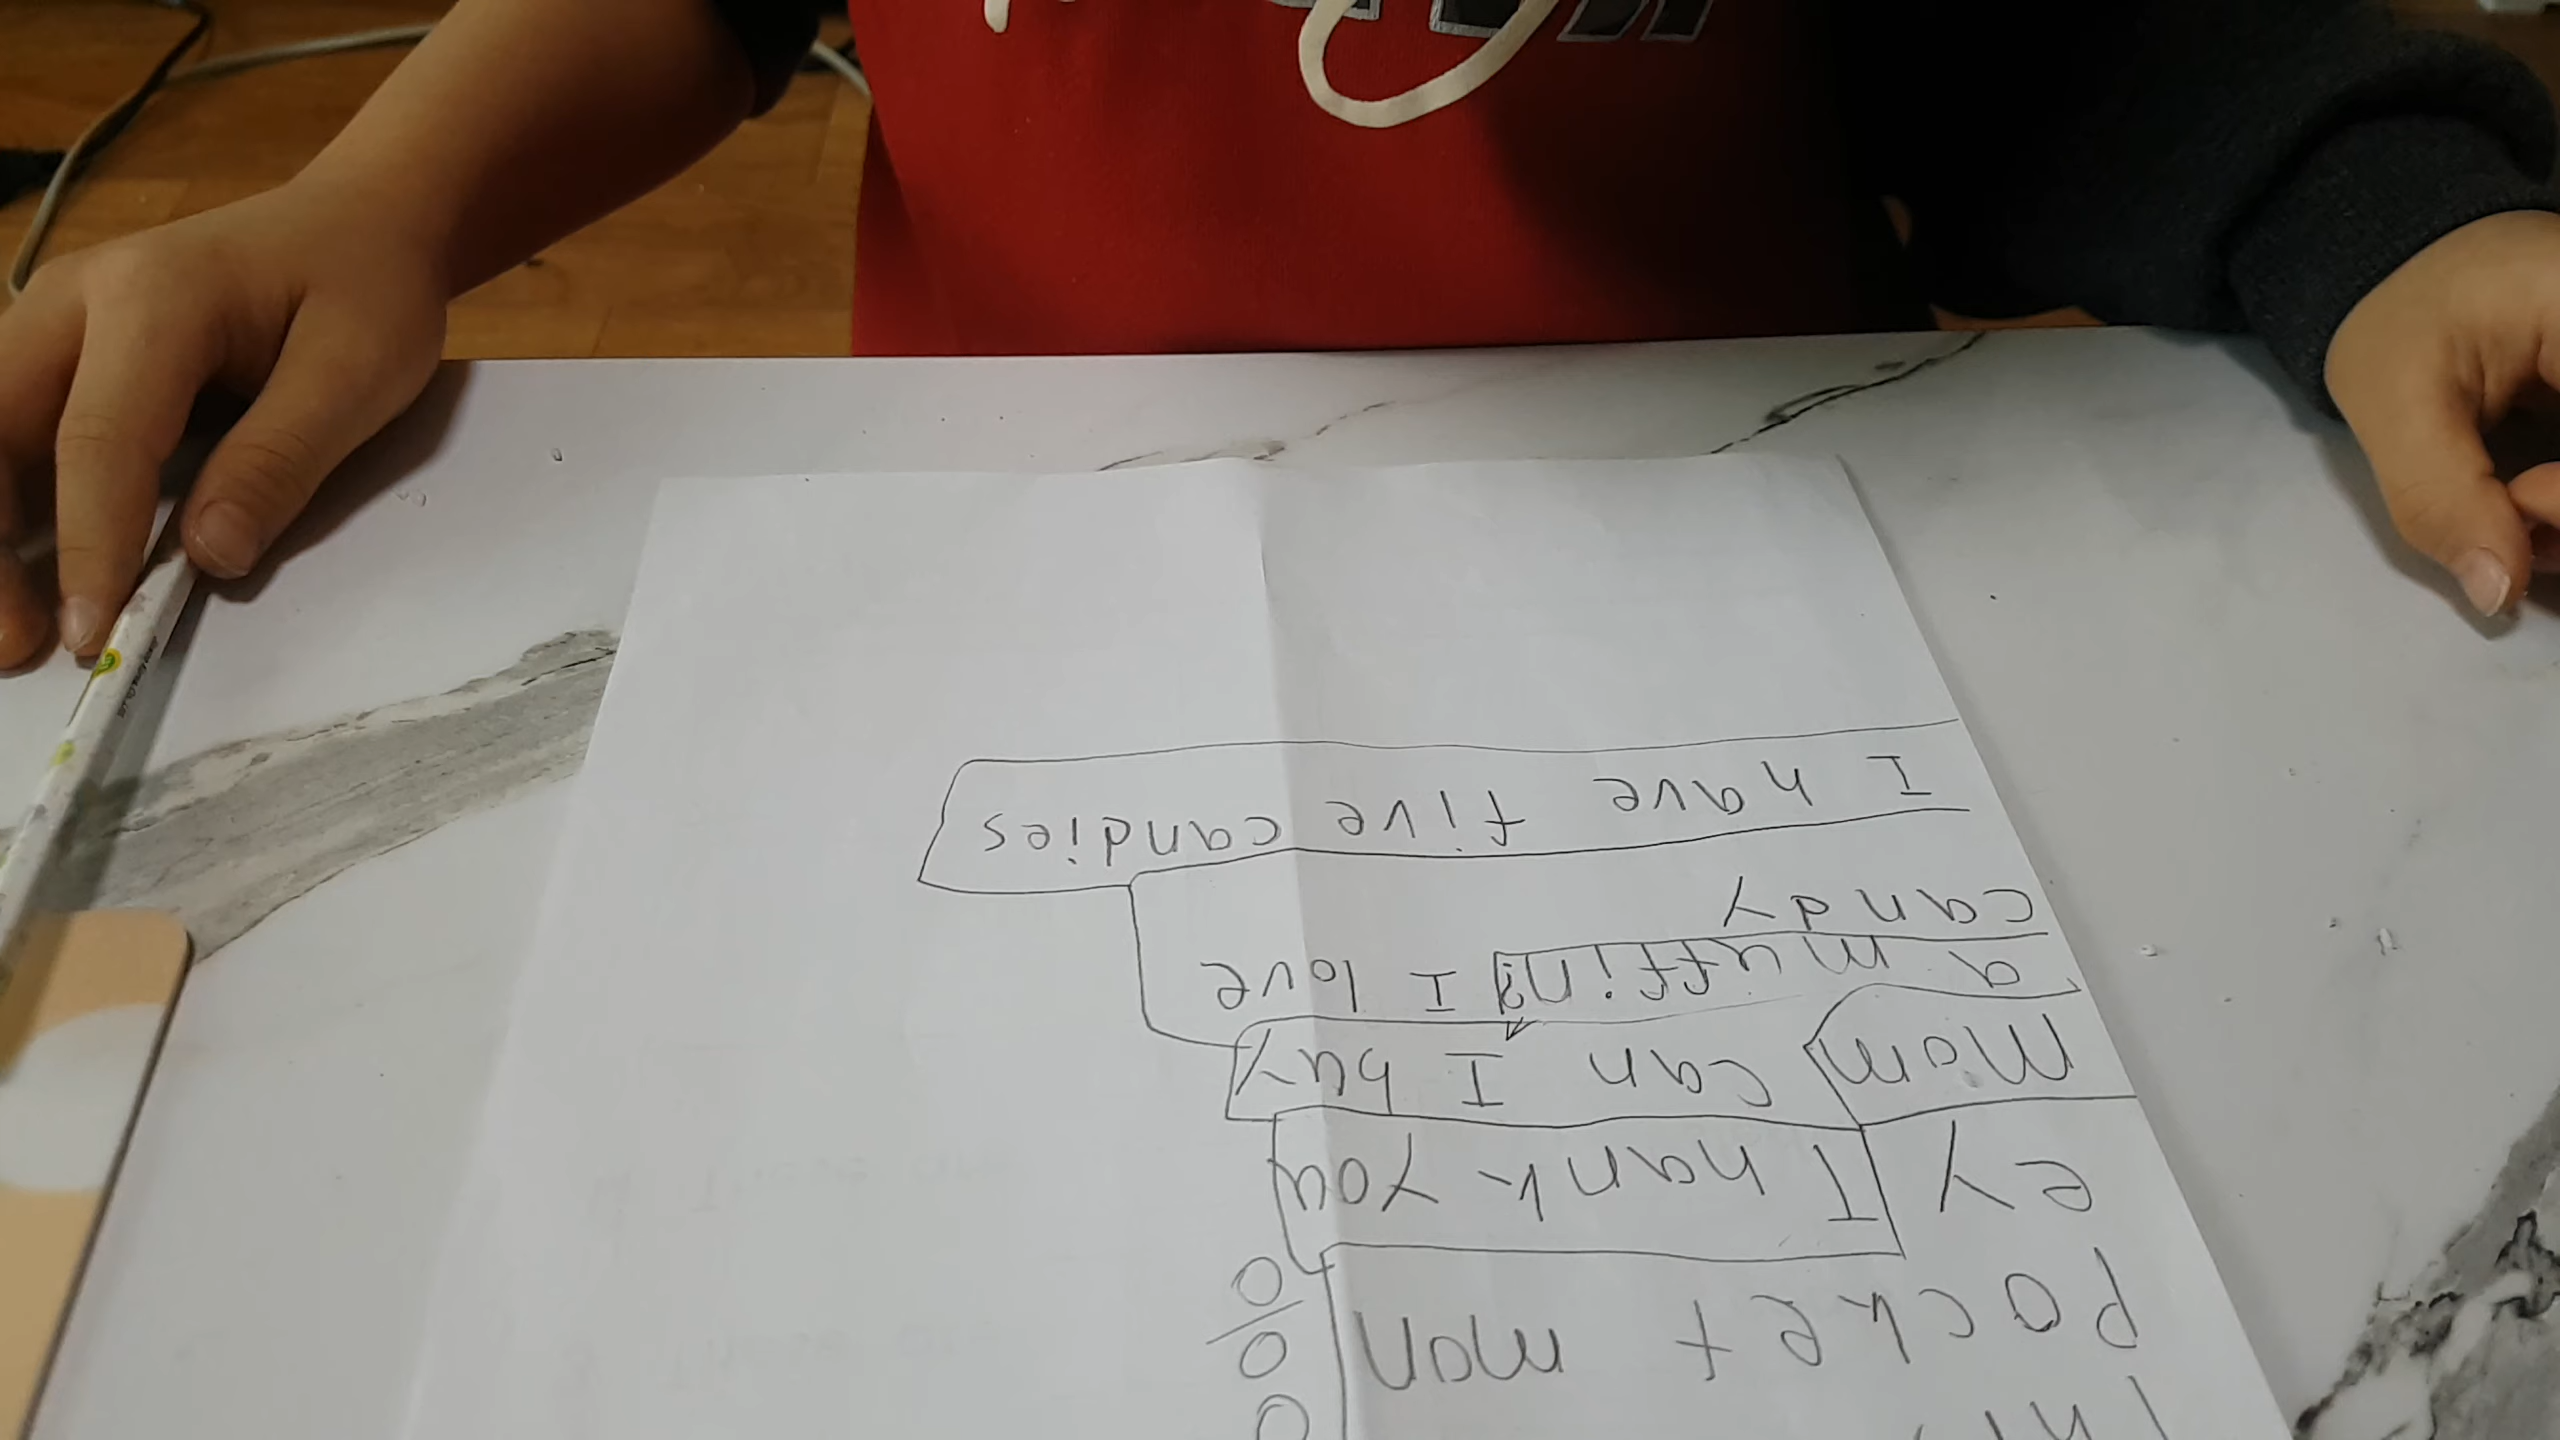 pocket mon
ey Thank you
Mom can I buy
a muffin? I love
candy
I have five candies